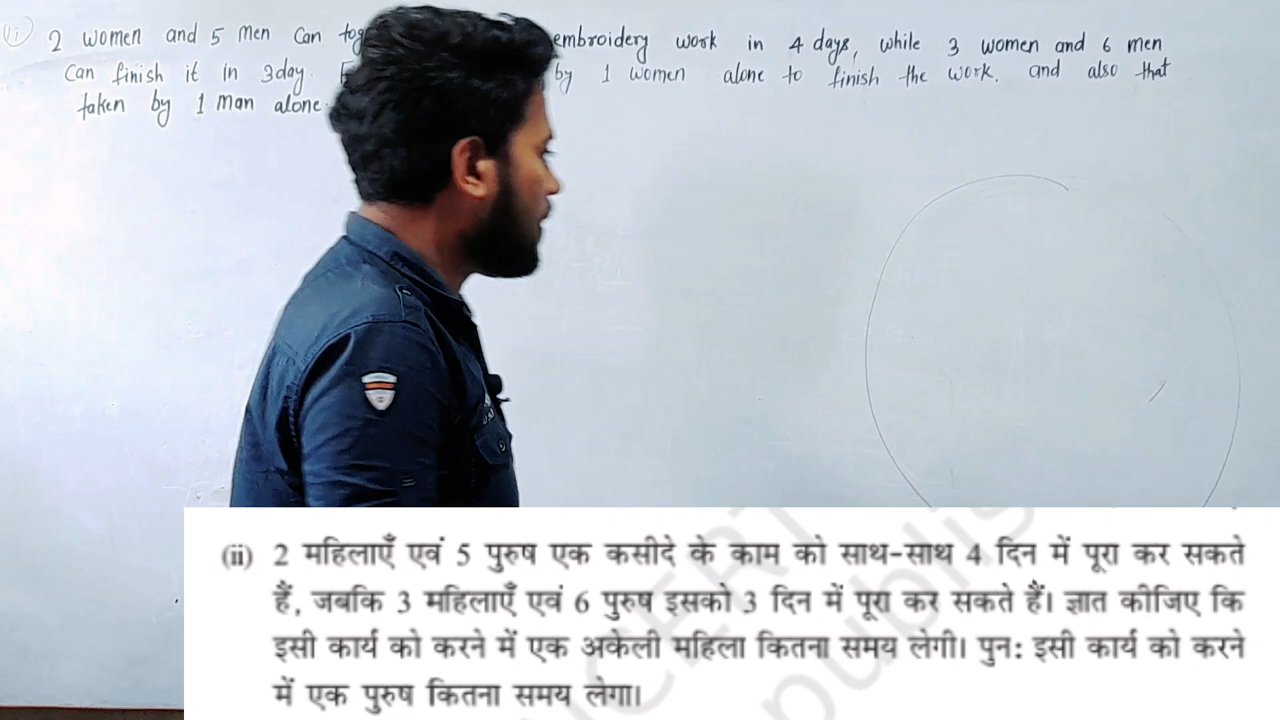 (ii) 2 women and 5 men can tog embroidery work in 4 days, while 3 women and 6 men
can finish it in 3day. by 1 women alone to finish the work, and also that
taken by 1 man alone.
(ii) 2 महिलाएँ एवं 5 पुरुष एक कसीदे के काम को साथ-साथ 4 दिन में पूरा कर सकते
हैं, जबकि 3 महिलाएँ एवं 6 पुरुष इसको 3 दिन में पूरा कर सकते हैं। ज्ञात कीजिए कि
इसी कार्य को करने में एक अकेली महिला कितना समय लेगी। पुन: इसी कार्य को करने
में एक पुरुष कितना समय लेगा।